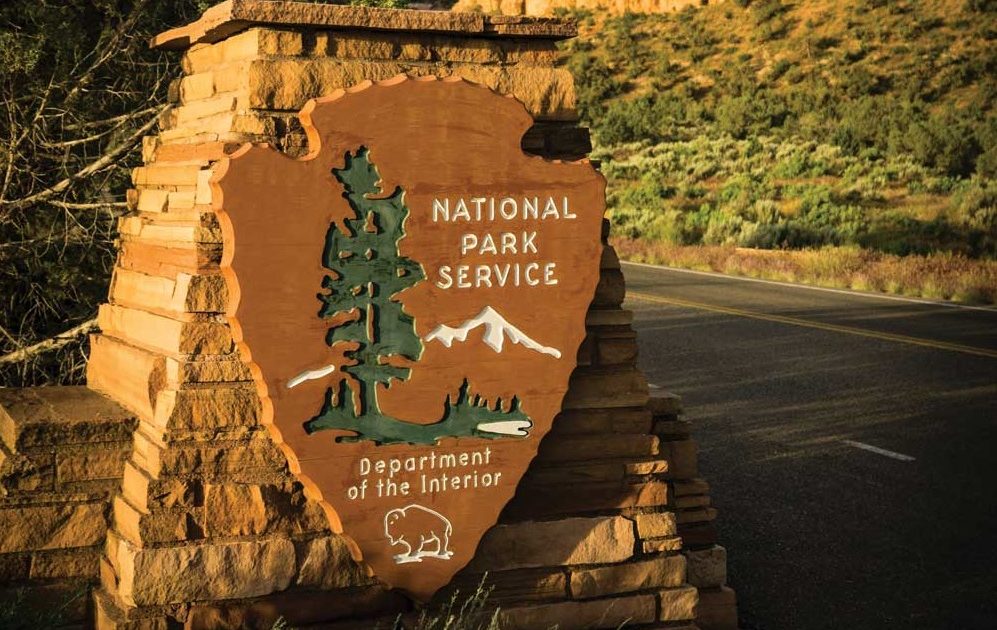 NATIONAL
PARK
SERVICE
Department
of the Interior